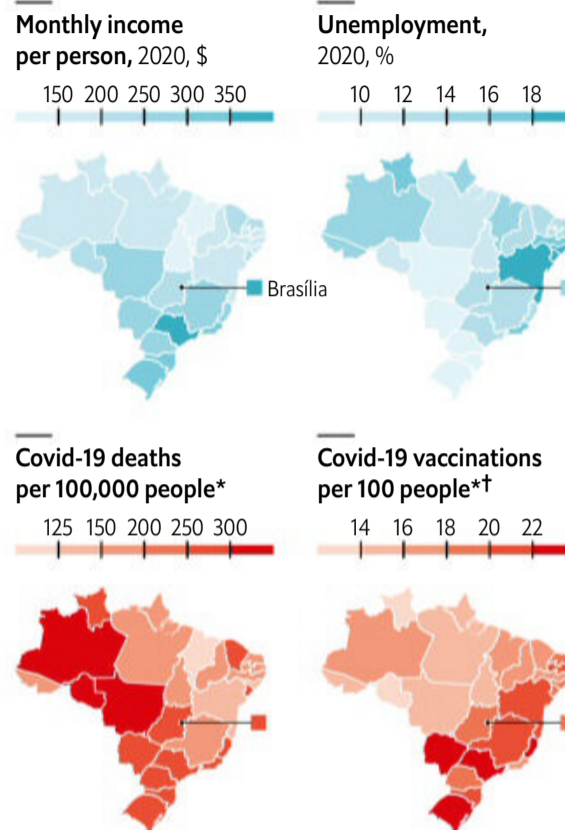 Monthly income
per person, 2020, $
150 200 250 300 350
Brasília
Unemployment,
2020, %
10 12 14 16 18
Covid-19 deaths
per 100,000 people*
125 150 200 250 300
Covid-19 vaccinations
per 100 people*†
14 16 18 20 22